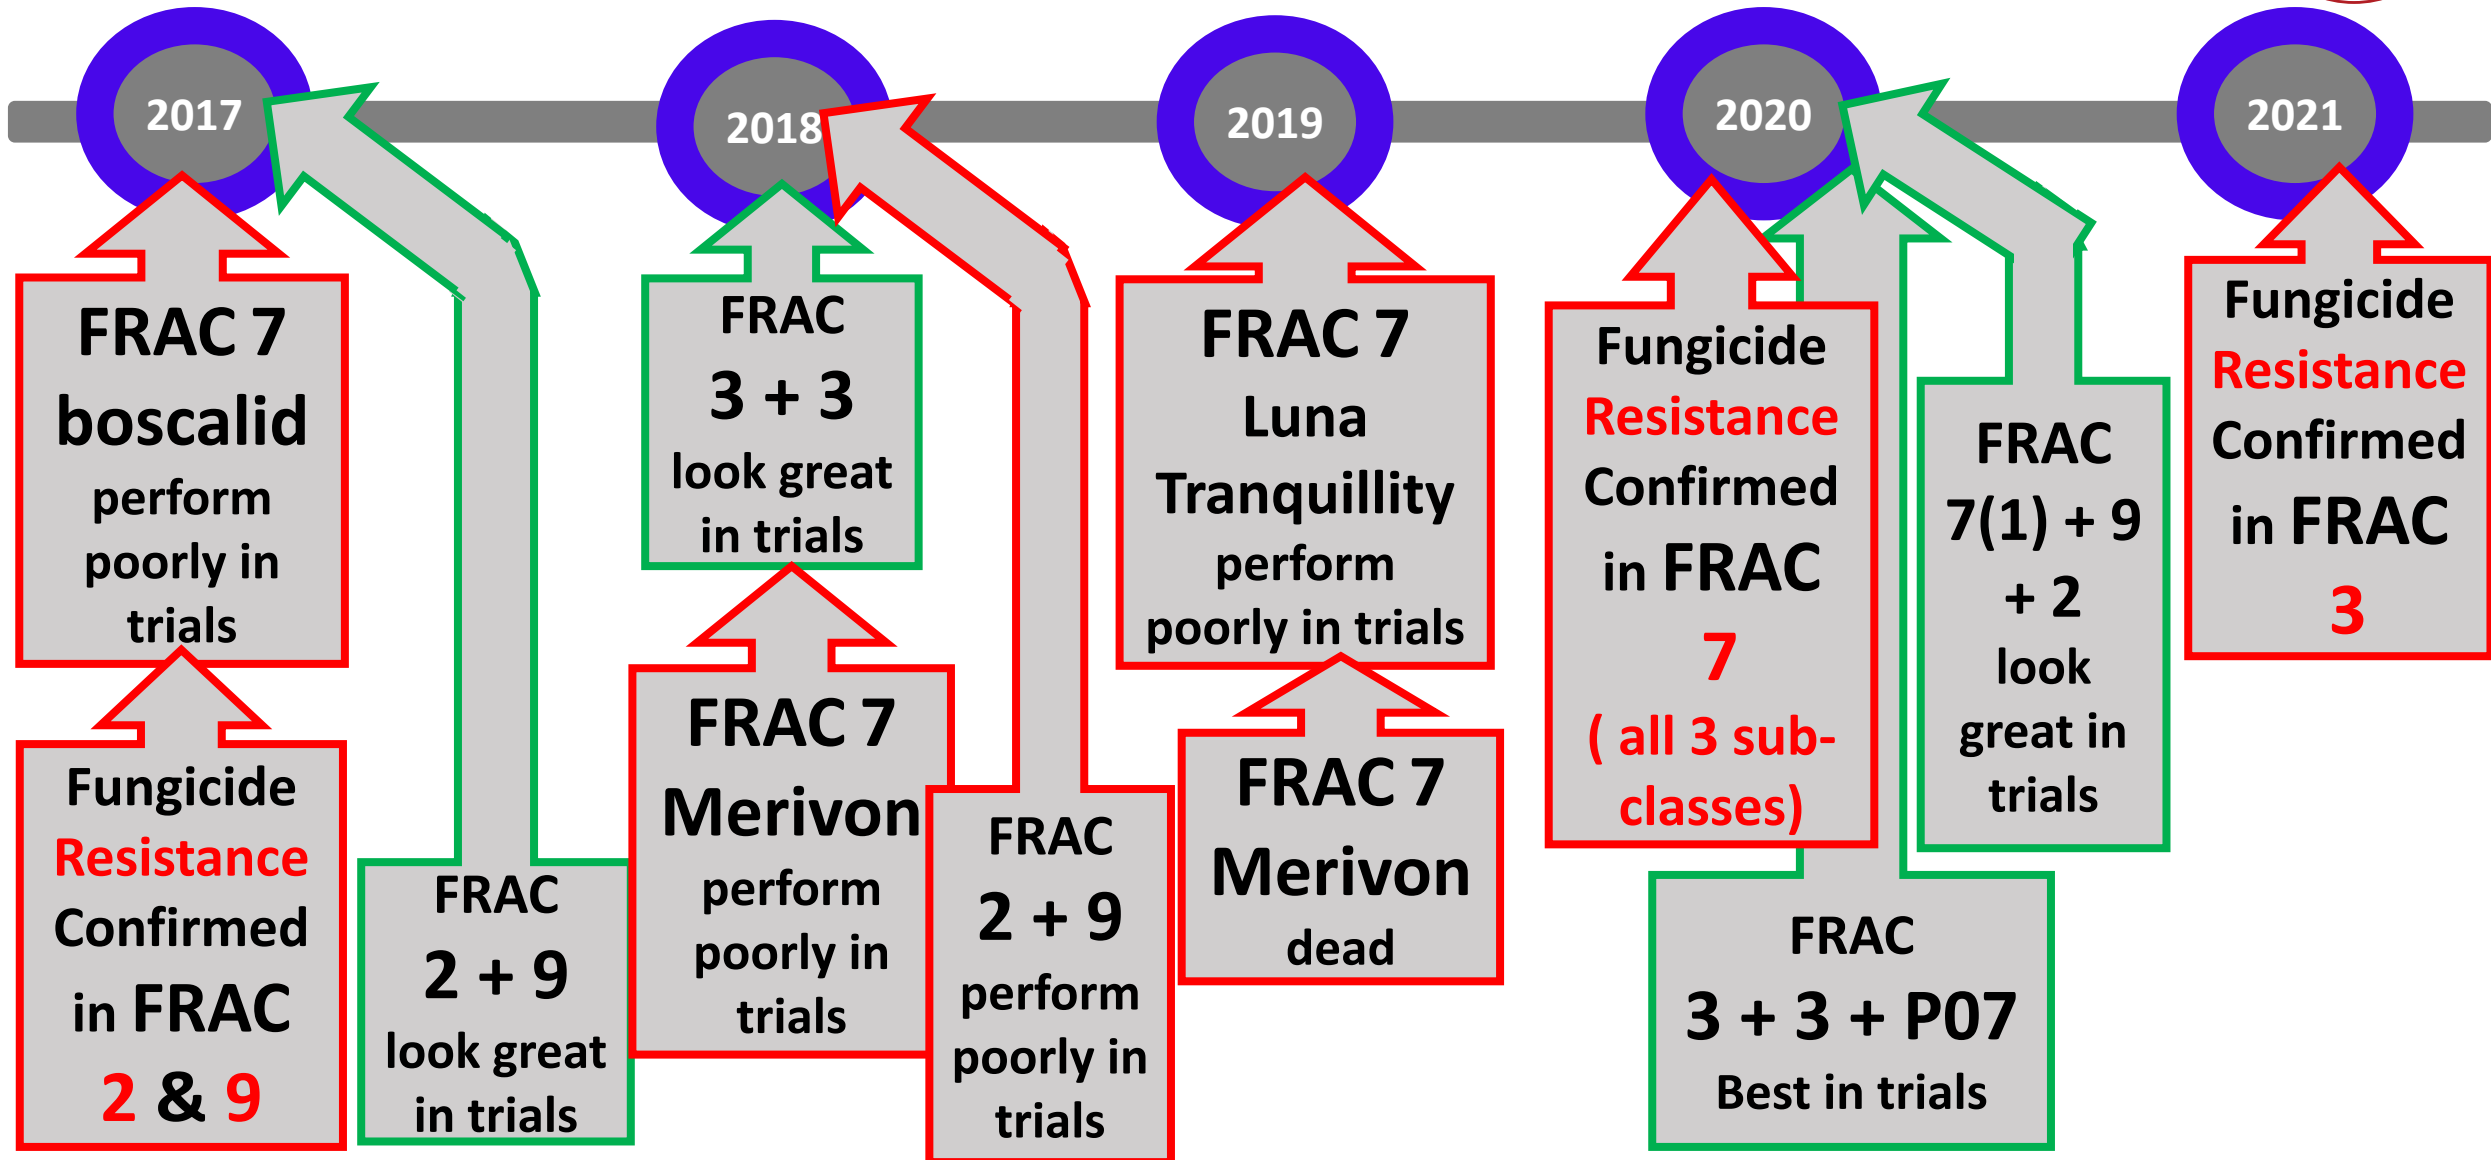 2017
2018
2019
2020
2021
FRAC 7
boscalid
perform
poorly in
trials
Fungicide
Resistance
Confirmed
in FRAC
2 & 9
FRAC
2 + 9
look great
in trials
FRAC
3 + 3
look great
in trials
FRAC 7
Merivon
perform
poorly in
trials
FRAC
2 + 9
perform
poorly in
trials
FRAC 7
Luna
Tranquillity
perform
poorly in trials
FRAC 7
Merivon
dead
Fungicide
Resistance
Confirmed
in FRAC
7
( all 3 sub-
classes)
FRAC
3 + 3 + P07
Best in trials
FRAC
7(1) + 9
+ 2
look
great in
trials
Fungicide
Resistance
Confirmed
in FRAC
3